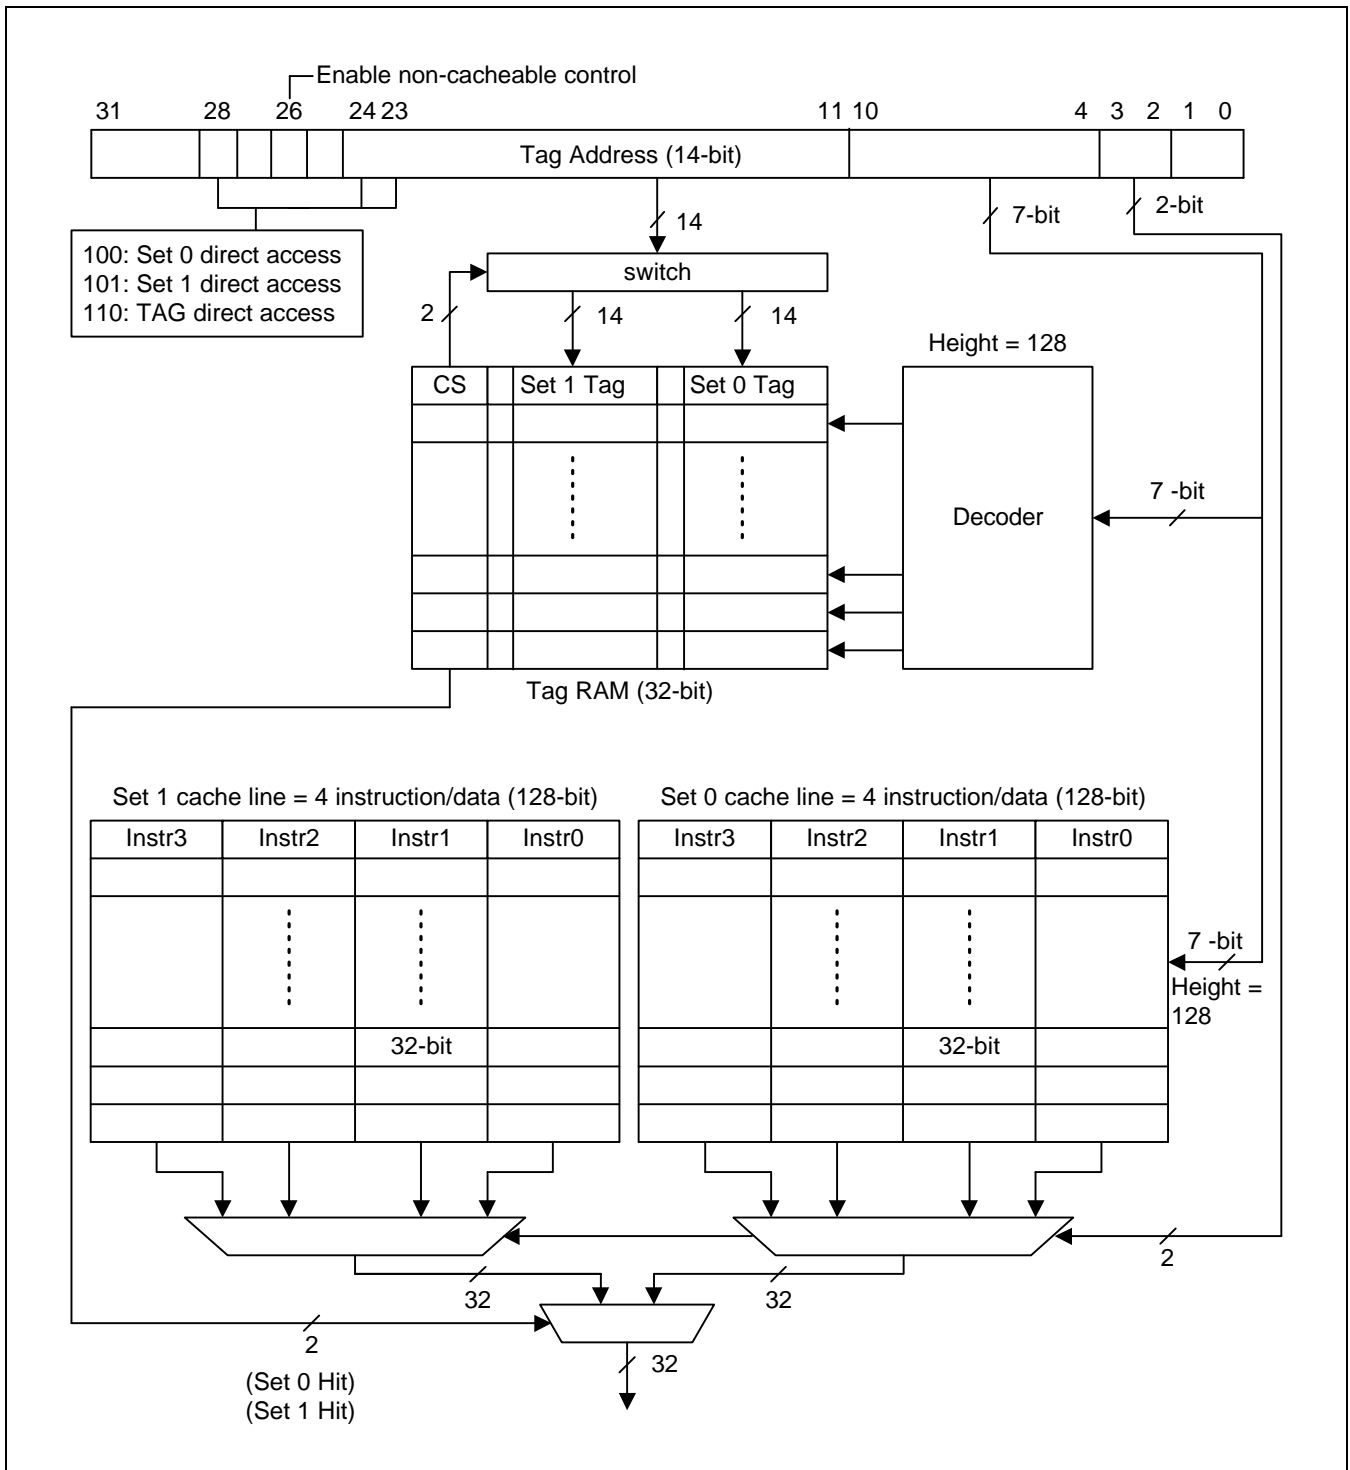 Enable non-cacheable control
31 28 26 24 23 11 10 4 3 2 1 0
Tag Address (14-bit)
14
7-bit
2-bit
100: Set 0 direct access
101: Set 1 direct access
110: TAG direct access
switch
2
14
14
Height = 128
CS
Set 1 Tag
Set 0 Tag
7 -bit
Decoder
Tag RAM (32-bit)
Set 1 cache line = 4 instruction/data (128-bit)
Set 0 cache line = 4 instruction/data (128-bit)
Instr3 Instr2 Instr1 Instr0
Instr3 Instr2 Instr1 Instr0
7 -bit
Height =
128
32-bit
32-bit
2
32
32
2
32
(Set 0 Hit)
(Set 1 Hit)